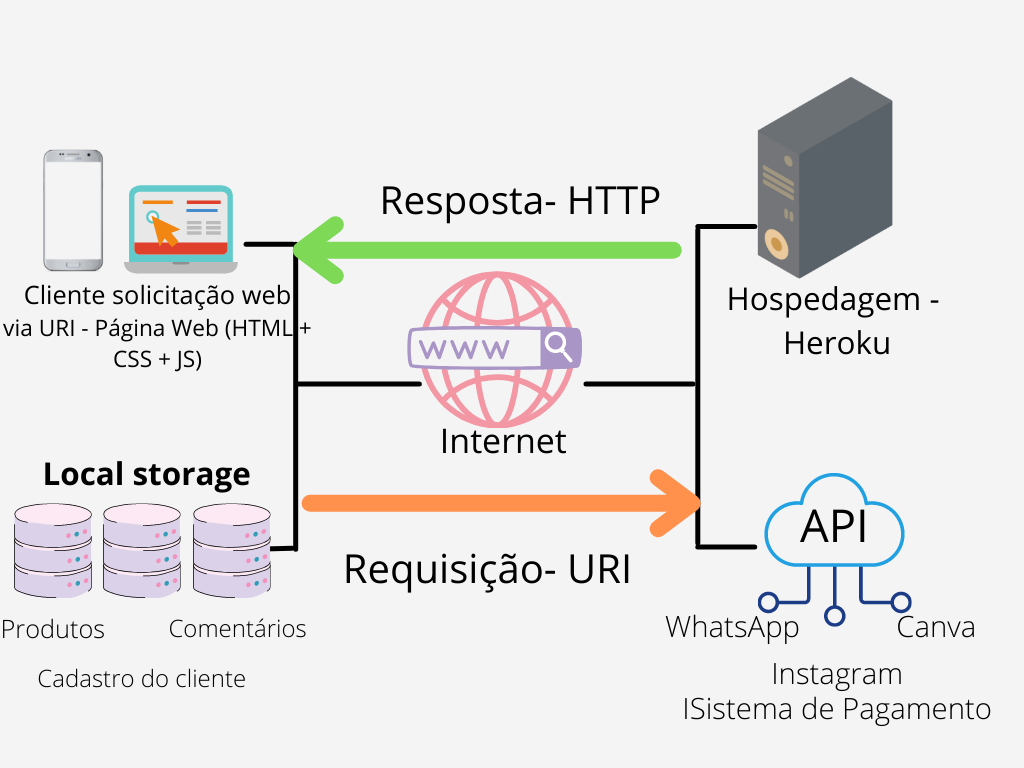 Resposta- HTTP
Cliente solicitação web
via URI - Página Web (HTML +
CSS + JS)
Hospedagem -
Heroku
www
Internet
Local storage
Requisição- URI
API
Produtos
Comentários
Cadastro do cliente
WhatsApp
Canva
Instagram
ISistema de Pagamento